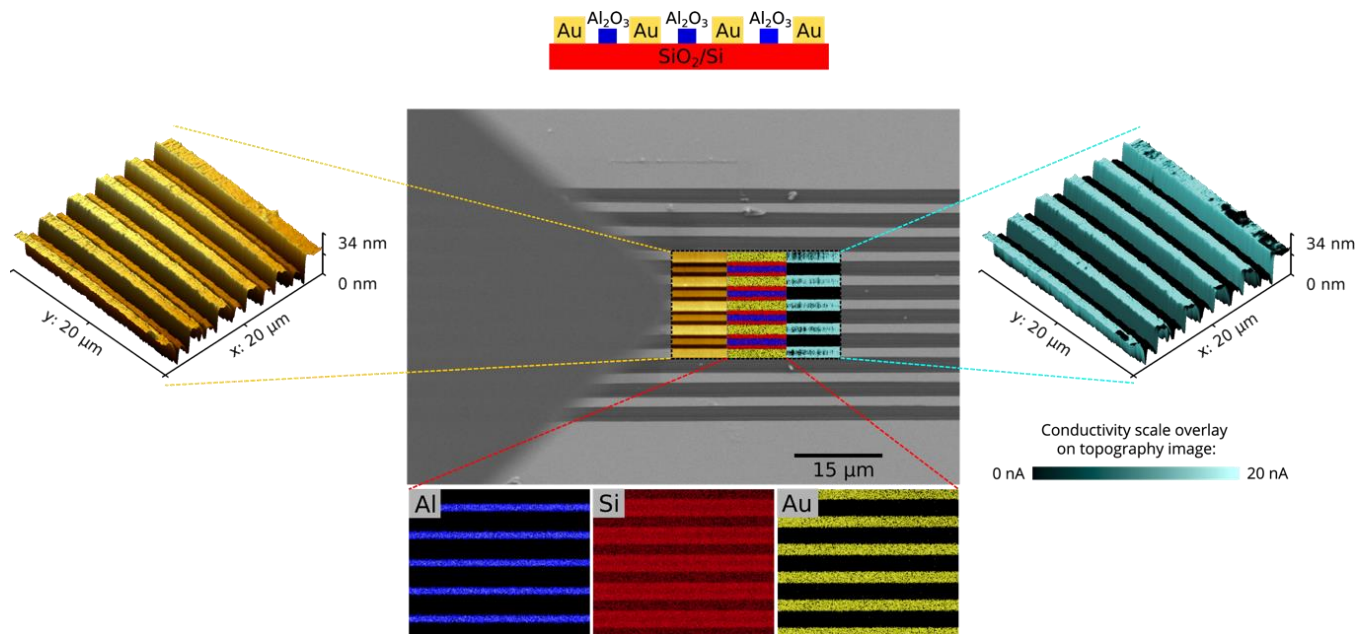 Al₂O₃ Al₂O₃ Al₂O₃
Au Au Au Au
SiO₂/Si
34 nm
0 nm
y: 20 μm
x: 20 μm
34 nm
0 nm
y: 20 μm
x: 20 μm
15 μm
Conductivity scale overlay
on topography image:
0 nA 20 nA
Al Si Au